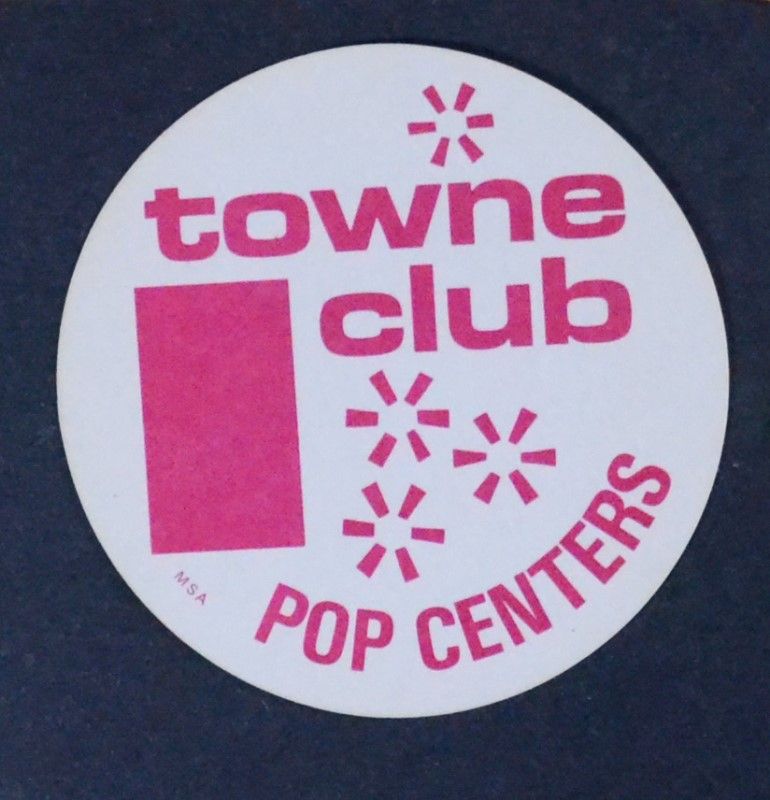 towne
club
POP CENTERS
MSA